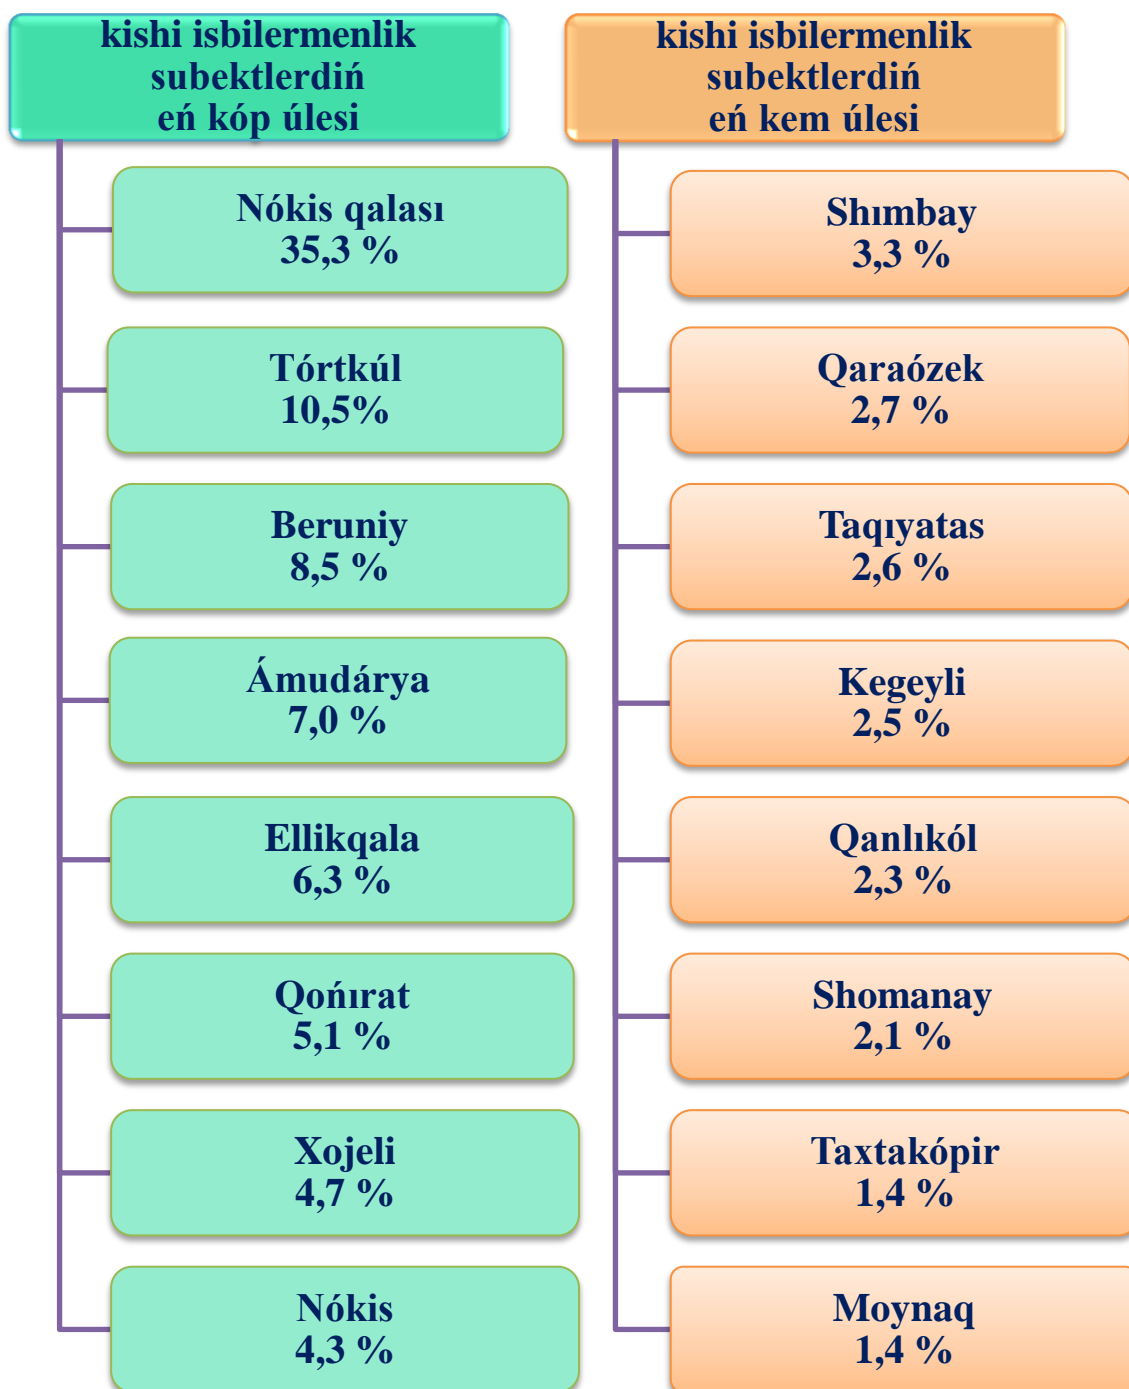 kishi isbilermenlik
subektlerdiń
eń kóp úlesi
Nókis qalası
35,3 %
Tórtkúl
10,5%
Beruniy
8,5 %
Ámudárya
7,0 %
Ellikqala
6,3 %
Qońırat
5,1 %
Xojeli
4,7 %
Nókis
4,3 %
kishi isbilermenlik
subektlerdiń
eń kem úlesi
Shımbay
3,3 %
Qaraózek
2,7 %
Taqıyatas
2,6 %
Kegeyli
2,5 %
Qanlıkól
2,3 %
Shomanay
2,1 %
Taxtakópir
1,4 %
Moynaq
1,4 %